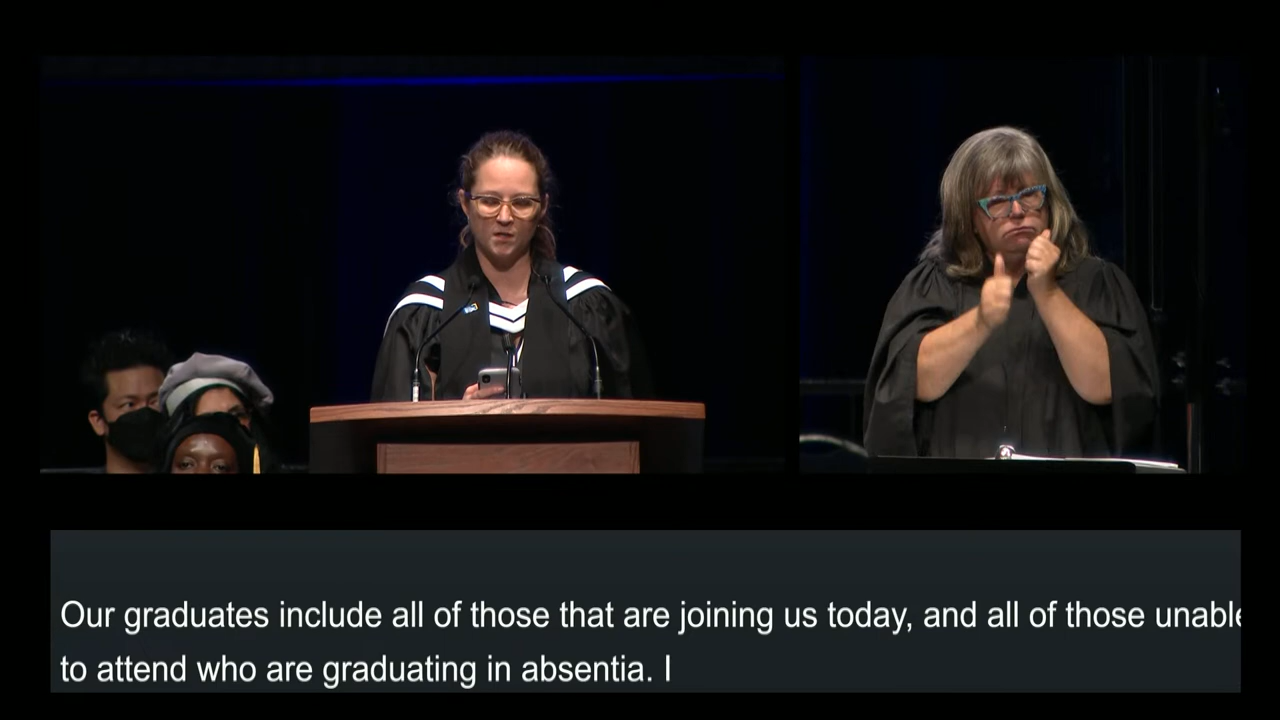 Our graduates include all of those that are joining us today, and all of those unable
to attend who are graduating in absentia. I